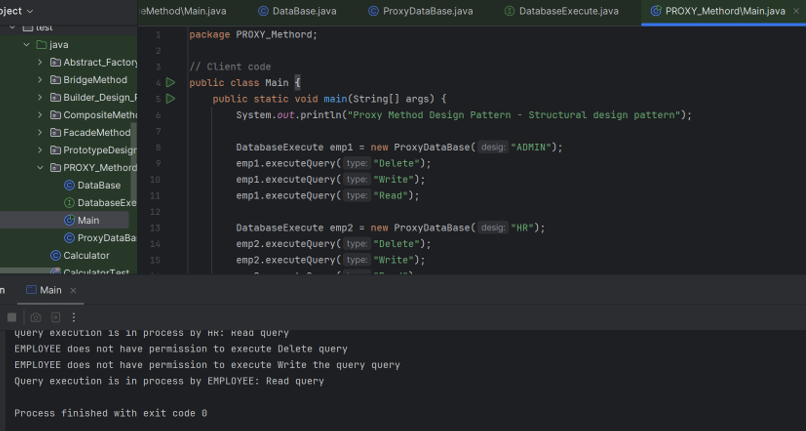 oject
eMethod\Main.java
DataBase.java
ProxyDataBase.java
DatabaseExecute.java
PROXY_Methord\Main.java
test
java
Abstract_Factory
BridgeMethod
Builder_Design_P
CompositeMetho
FacadeMethod
PrototypeDesign
PROXY_Methord
DataBase
DatabaseExe
Main
ProxyDataBa
Calculator
CalculatorTest
1 package PROXY_Methord;
2
3 // Client code
4 public class Main {
5 public static void main(String[] args) {
6 System.out.println("Proxy Method Design Pattern - Structural design pattern");
7
8 DatabaseExecute emp1 = new ProxyDataBase( desig: "ADMIN");
9 emp1.executeQuery( type: "Delete");
10 emp1.executeQuery( type: "Write");
11 emp1.executeQuery( type: "Read");
12
13 DatabaseExecute emp2 = new ProxyDataBase( desig: "HR");
14 emp2.executeQuery( type: "Delete");
15 emp2.executeQuery( type: "Write");
n
Main
Query execution is in process by HR: Read query
EMPLOYEE does not have permission to execute Delete query
EMPLOYEE does not have permission to execute Write the query query
Query execution is in process by EMPLOYEE: Read query
Process finished with exit code 0